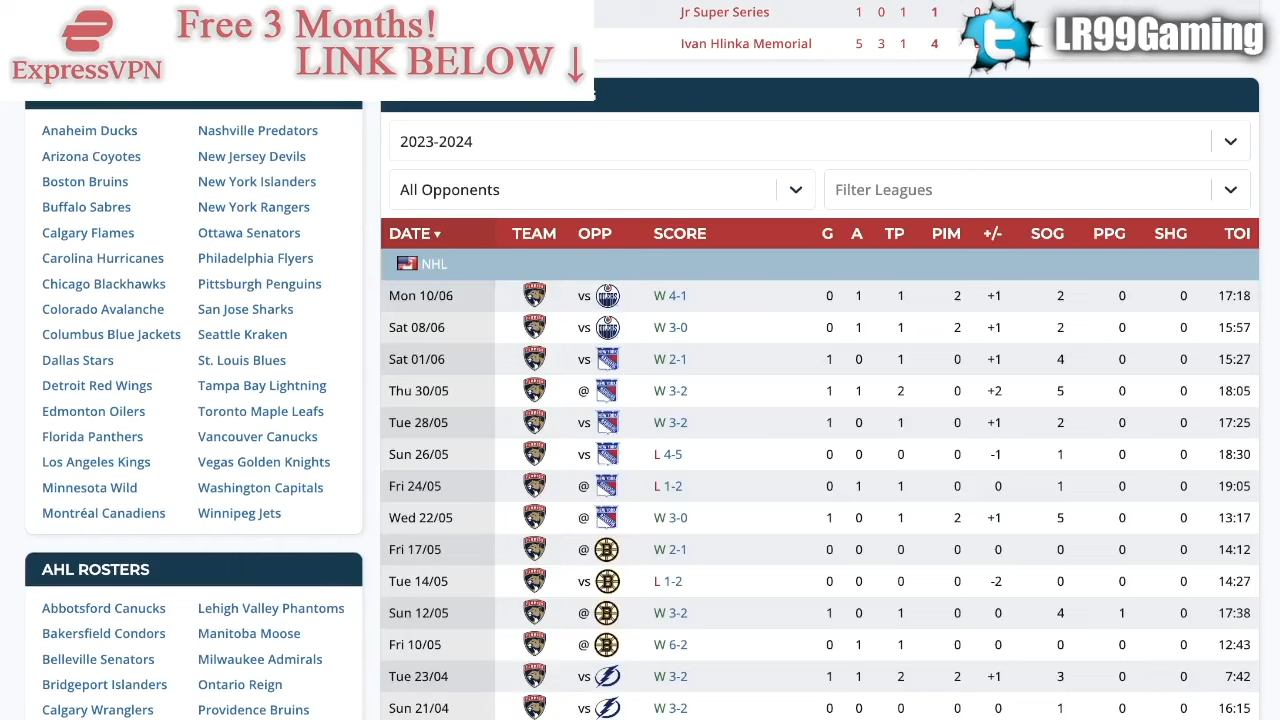 Jr Super Series 1 0 1 1 0
Ivan Hlinka Memorial 5 3 1 4
Free 3 Months!
LINK BELOW ↓
ExpressVPN
LR99Gaming
Anaheim Ducks Nashville Predators
Arizona Coyotes New Jersey Devils
Boston Bruins New York Islanders
Buffalo Sabres New York Rangers
Calgary Flames Ottawa Senators
Carolina Hurricanes Philadelphia Flyers
Chicago Blackhawks Pittsburgh Penguins
Colorado Avalanche San Jose Sharks
Columbus Blue Jackets Seattle Kraken
Dallas Stars St. Louis Blues
Detroit Red Wings Tampa Bay Lightning
Edmonton Oilers Toronto Maple Leafs
Florida Panthers Vancouver Canucks
Los Angeles Kings Vegas Golden Knights
Minnesota Wild Washington Capitals
Montréal Canadiens Winnipeg Jets
AHL ROSTERS
Abbotsford Canucks Lehigh Valley Phantoms
Bakersfield Condors Manitoba Moose
Belleville Senators Milwaukee Admirals
Bridgeport Islanders Ontario Reign
Calgary Wranglers Providence Bruins
2023-2024
All Opponents Filter Leagues
DATE ▾ TEAM OPP SCORE G A TP PIM +/- SOG PPG SHG TOI
NHL
Mon 10/06 vs W 4-1 0 1 1 2 +1 2 0 0 17:18
Sat 08/06 vs W 3-0 0 1 1 2 +1 2 0 0 15:57
Sat 01/06 vs W 2-1 1 0 1 0 +1 4 0 0 15:27
Thu 30/05 @ W 3-2 1 1 2 0 +2 5 0 0 18:05
Tue 28/05 vs W 3-2 1 0 1 0 +1 2 0 0 17:25
Sun 26/05 vs L 4-5 0 0 0 0 -1 1 0 0 18:30
Fri 24/05 @ L 1-2 0 1 1 0 0 1 0 0 19:05
Wed 22/05 @ W 3-0 1 0 1 2 +1 5 0 0 13:17
Fri 17/05 @ W 2-1 0 0 0 0 0 0 0 0 14:12
Tue 14/05 vs L 1-2 0 0 0 0 -2 0 0 0 14:27
Sun 12/05 @ W 3-2 1 0 1 0 0 4 1 0 17:38
Fri 10/05 @ W 6-2 0 1 1 0 0 0 0 0 12:43
Tue 23/04 vs W 3-2 1 1 2 2 +1 3 0 0 7:42
Sun 21/04 vs W 3-2 0 0 0 0 0 1 0 0 16:15